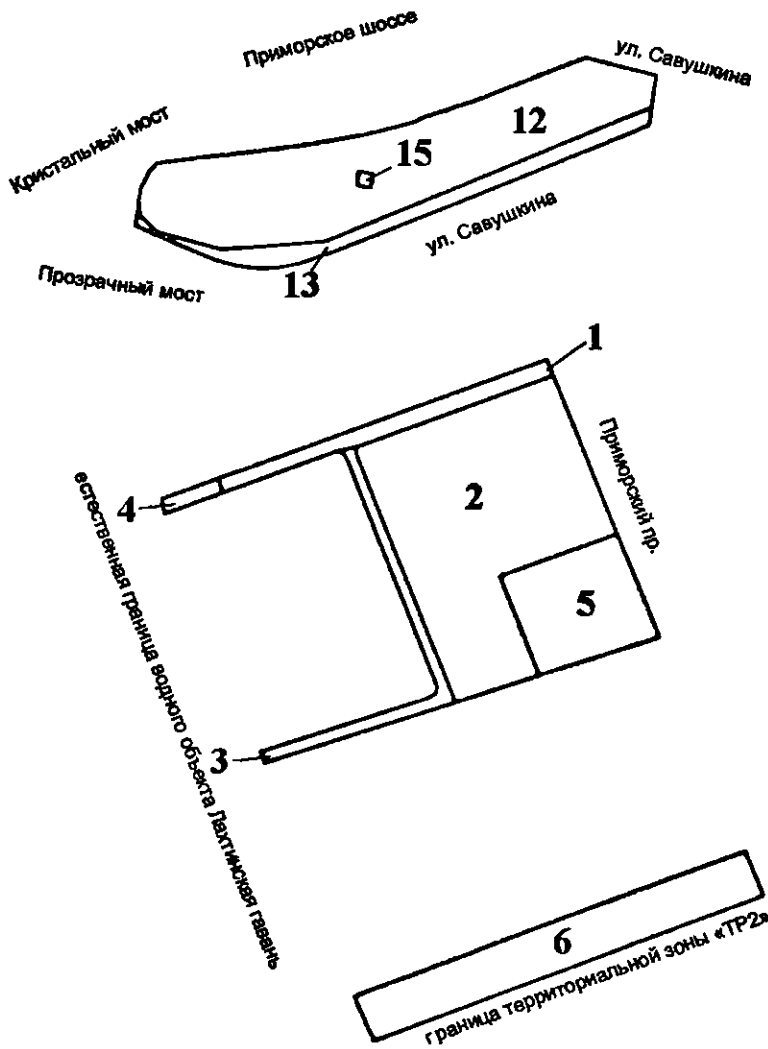 Приморское шоссе
ул. Савушкина
Кристальный мост
12
15
ул. Савушкина
Прозрачный мост
13
1
Приморский пр.
2
4
естественная граница водного объекта Лахтинская гавань
5
3
6
граница территориальной зоны «ТР2»